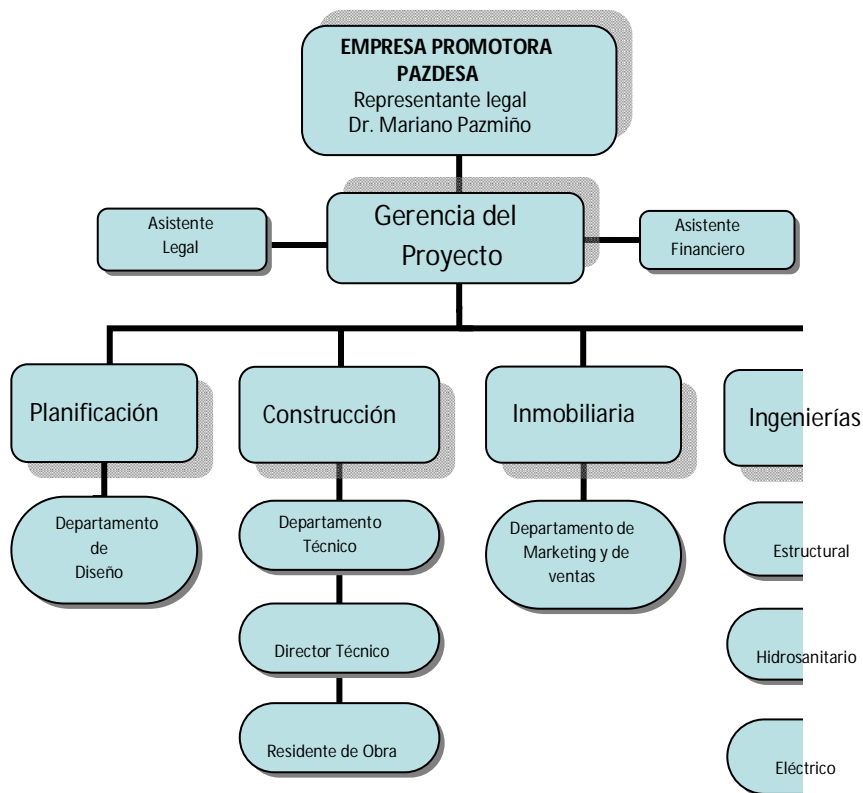 EMPRESA PROMOTORA
PAZDESA
Representante legal
Dr. Mariano Pazmiño
Gerencia del
Proyecto
Asistente
Legal
Asistente
Financiero
Planificación
Construcción
Inmobiliaria
Ingenierías
Departamento
de
Diseño
Departamento
Técnico
Director Técnico
Residente de Obra
Departamento de
Marketing y de
ventas
Estructural
Hidrosanitario
Eléctrico